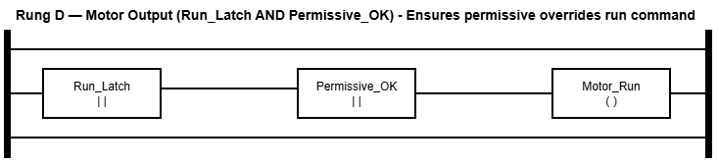 Rung D — Motor Output (Run_Latch AND Permissive_OK) - Ensures permissive overrides run command
Run_Latch
| |
Permissive_OK
| |
Motor_Run
( )